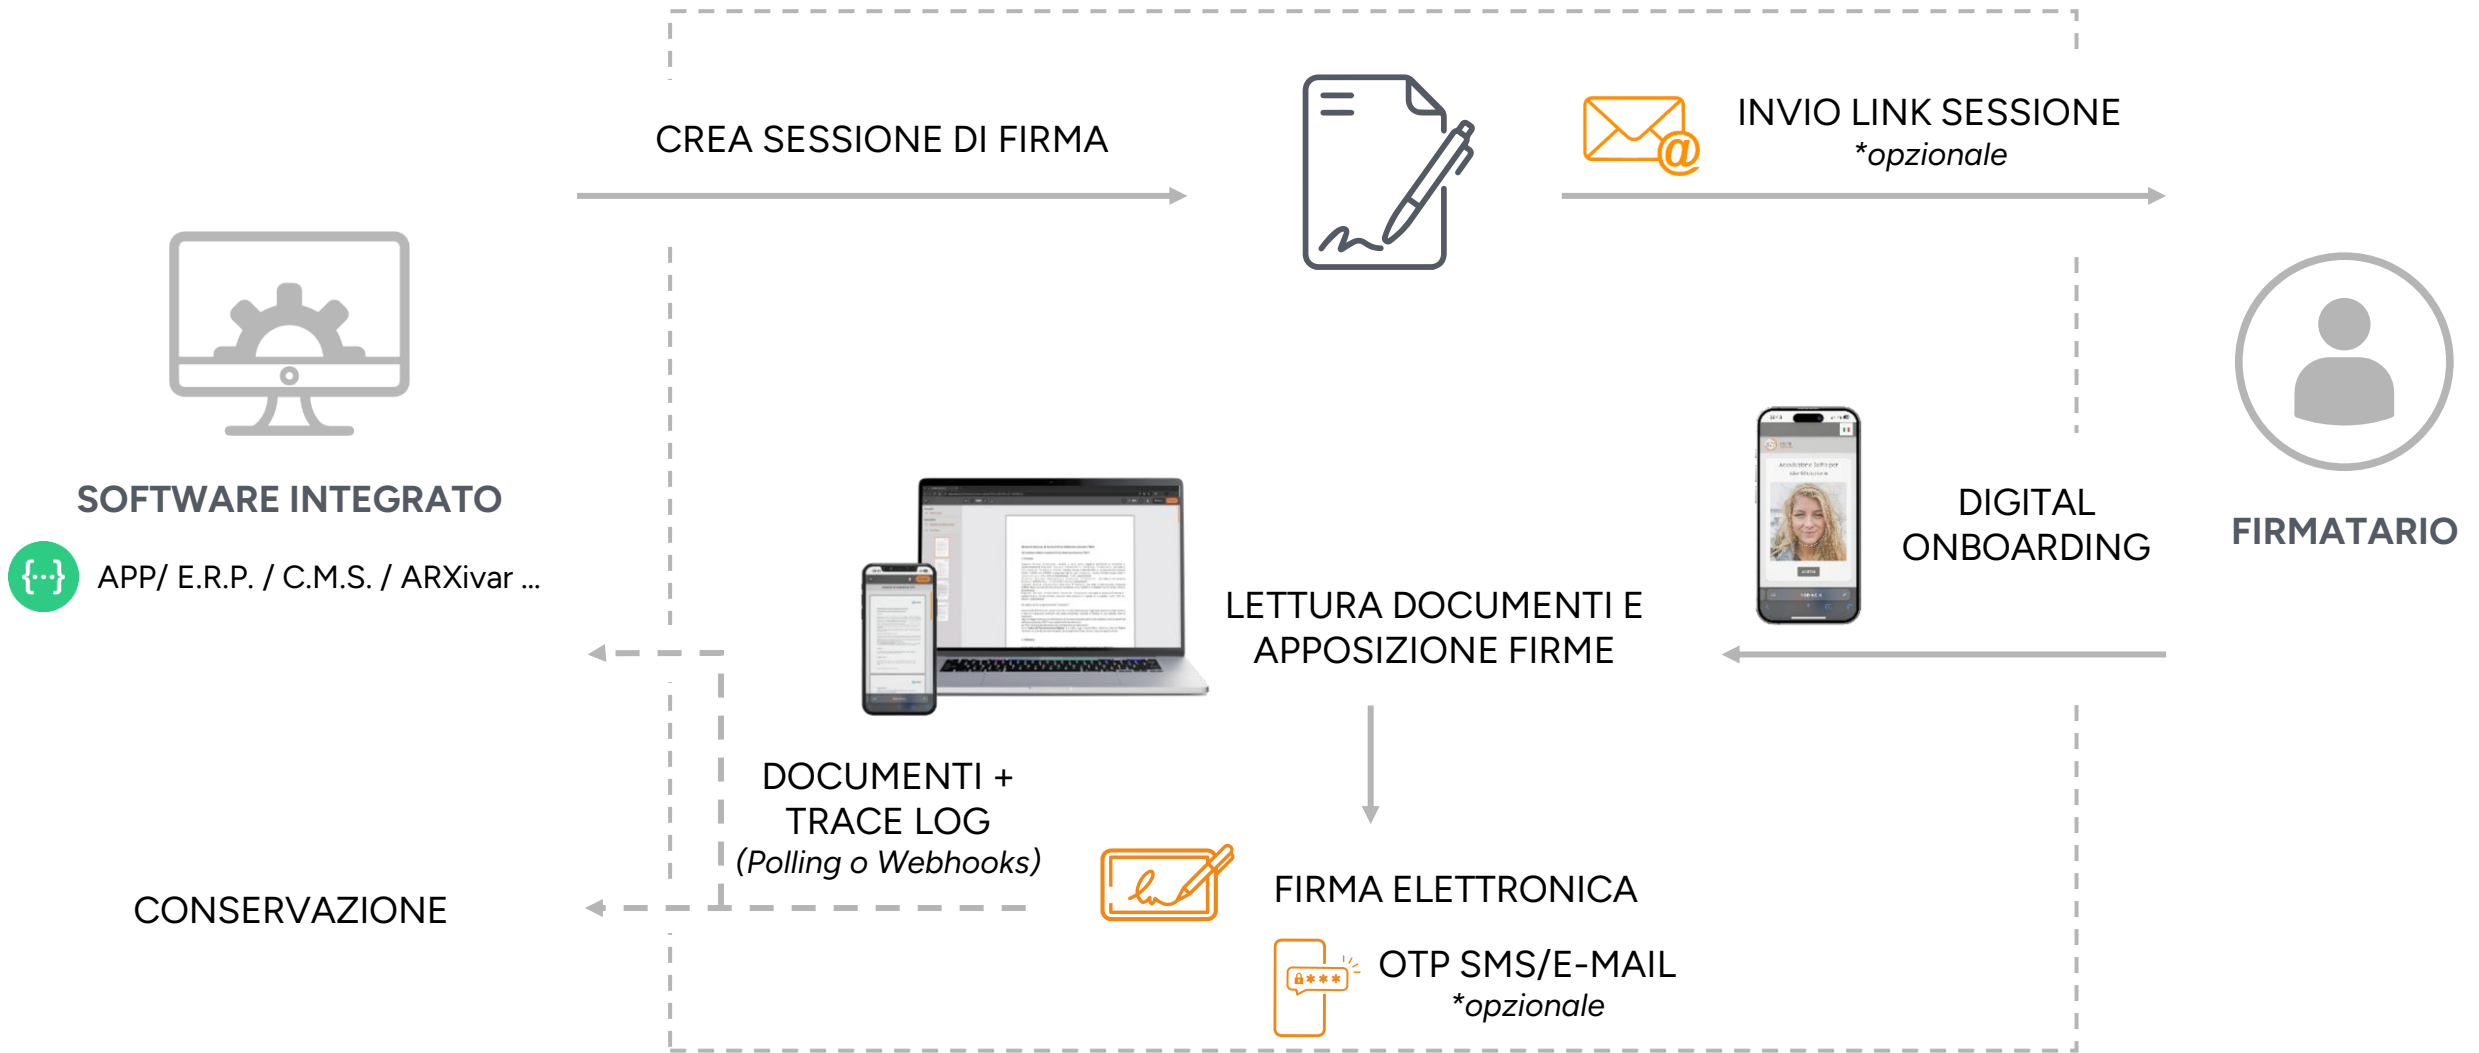 CREA SESSIONE DI FIRMA
INVIO LINK SESSIONE
*opzionale
@
SOFTWARE INTEGRATO
{...}
APP/ E.R.P. / C.M.S. / ARXivar ...
DIGITAL
ONBOARDING
FIRMATARIO
LETTURA DOCUMENTI E
APPOSIZIONE FIRME
DOCUMENTI +
TRACE LOG
(Polling o Webhooks)
CONSERVAZIONE
FIRMA ELETTRONICA
OTP SMS/E-MAIL
*opzionale